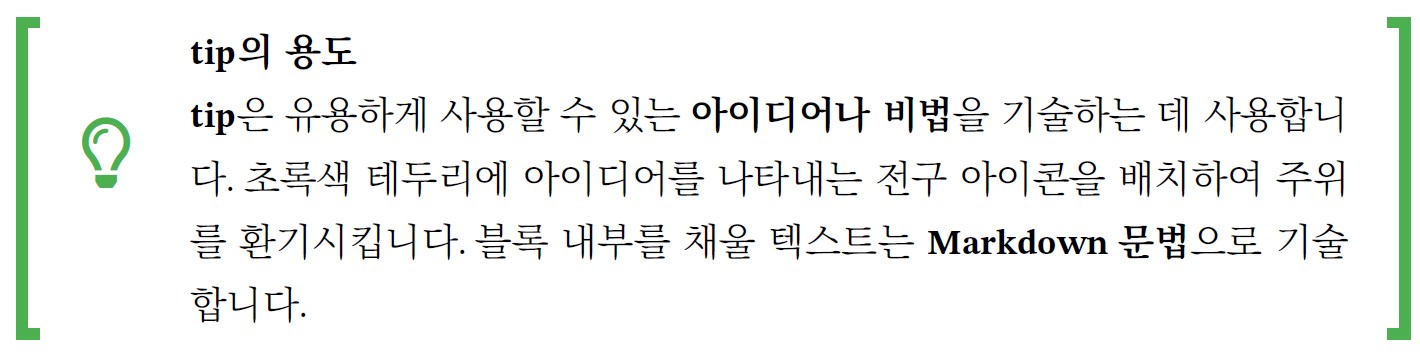 tip의 용도
tip은 유용하게 사용할 수 있는 아이디어나 비법을 기술하는 데 사용합니
다. 초록색 테두리에 아이디어를 나타내는 전구 아이콘을 배치하여 주위
를 환기시킵니다. 블록 내부를 채울 텍스트는 Markdown 문법으로 기술
합니다.